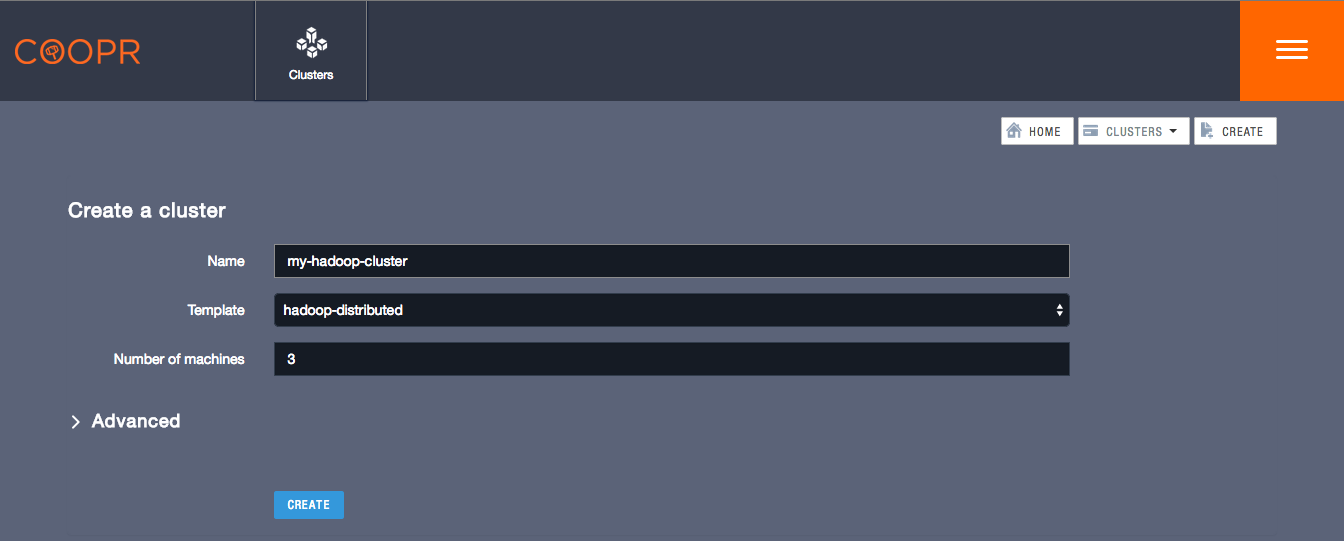 COOPR
Clusters
HOME CLUSTERS CREATE
Create a cluster
Name my-hadoop-cluster
Template hadoop-distributed
Number of machines 3
Advanced
CREATE